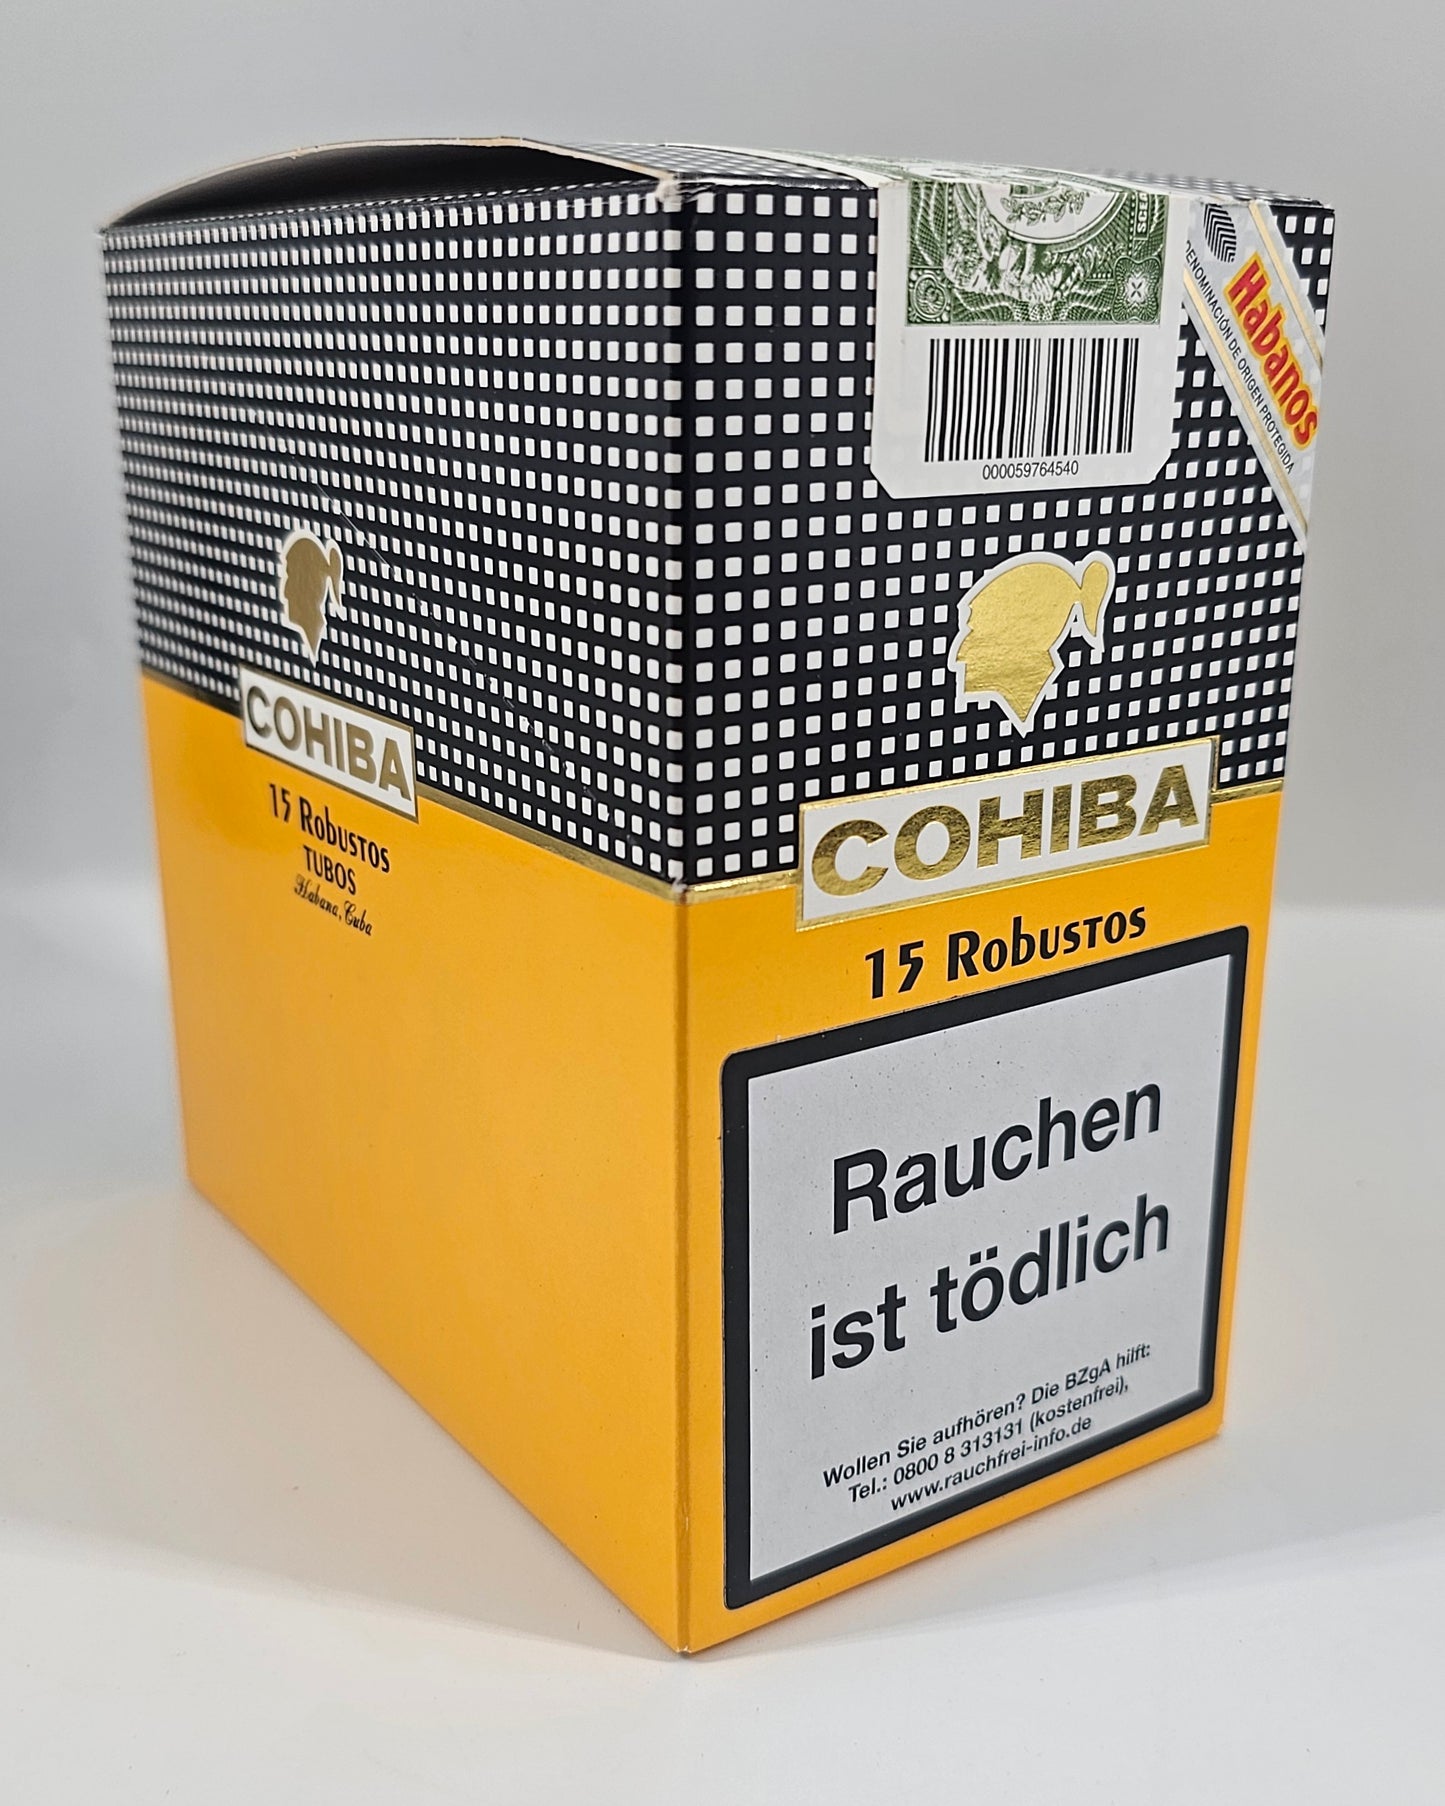 COHIBA
15 Robustos
TUBOS
Habana, Cuba
000059764540
Habanos
DENOMINACIÓN DE ORIGEN PROTEGIDA
COHIBA
15 Robustos
Rauchen
ist tödlich
Wollen Sie aufhören? Die BZgA hilft:
Tel.: 0800 8 313131 (kostenfrei),
www.rauchfrei-info.de